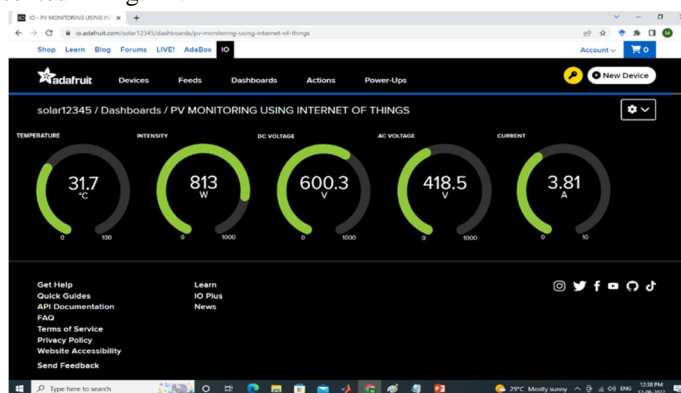 IO - PV MONITORING USING IN
io.adafruit.com/solar12345/dashboards/pv-monitoring-using-internet-of-things
Shop Learn Blog Forums LIVE! AdaBox IO Account 0
adafruit Devices Feeds Dashboards Actions Power-Ups New Device
solar12345 / Dashboards / PV MONITORING USING INTERNET OF THINGS
TEMPERATURE INTENSITY DC VOLTAGE AC VOLTAGE CURRENT
31.7 813 600.3 418.5 3.81
°C W V V A
0 100 0 1000 0 1000 0 1000 0 10
Get Help Learn
Quick Guides IO Plus
API Documentation News
FAQ
Terms of Service
Privacy Policy
Website Accessibility
Send Feedback
Type here to search 29°C Mostly sunny ENG 12:38 PM